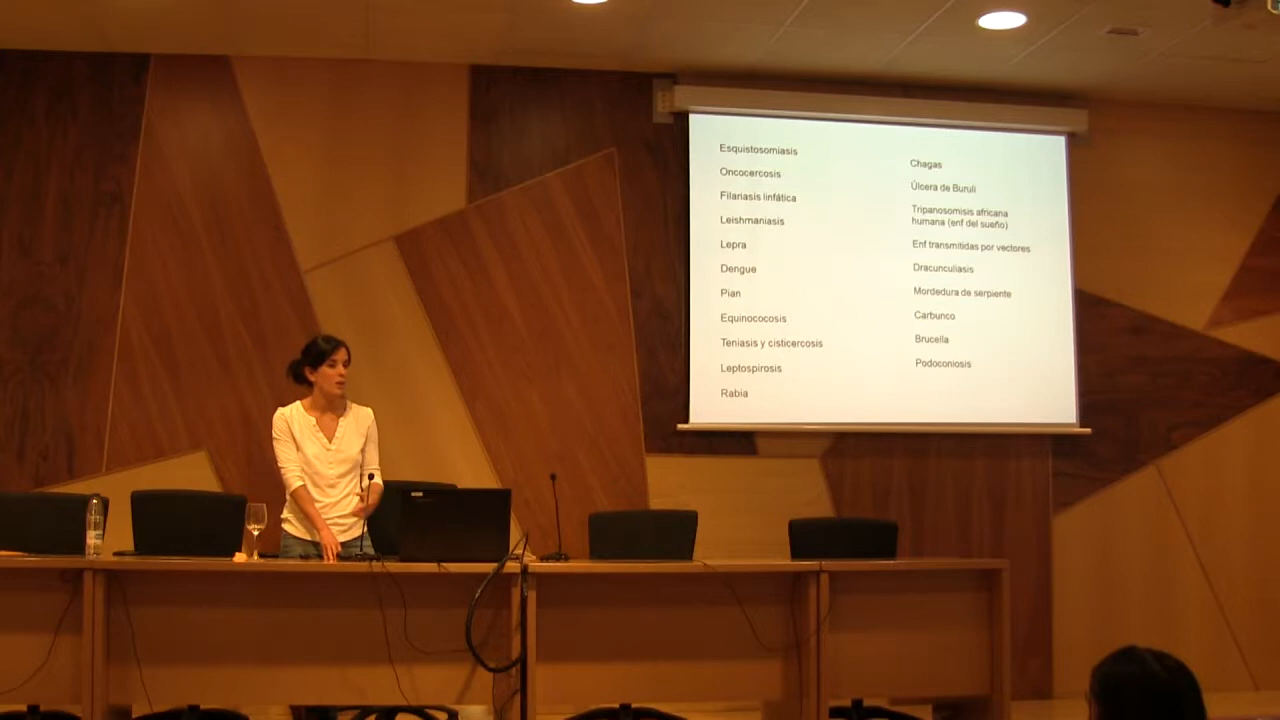 Esquistosomiasis
Oncocercosis
Filariasis linfática
Leishmaniasis
Lepra
Dengue
Pian
Equinococosis
Teniasis y cisticercosis
Leptospirosis
Rabia
Chagas
Úlcera de Buruli
Tripanosomisis africana
humana (enf del sueño)
Enf transmitidas por vectores
Dracunculiasis
Mordedura de serpiente
Carbunco
Brucella
Podoconiosis